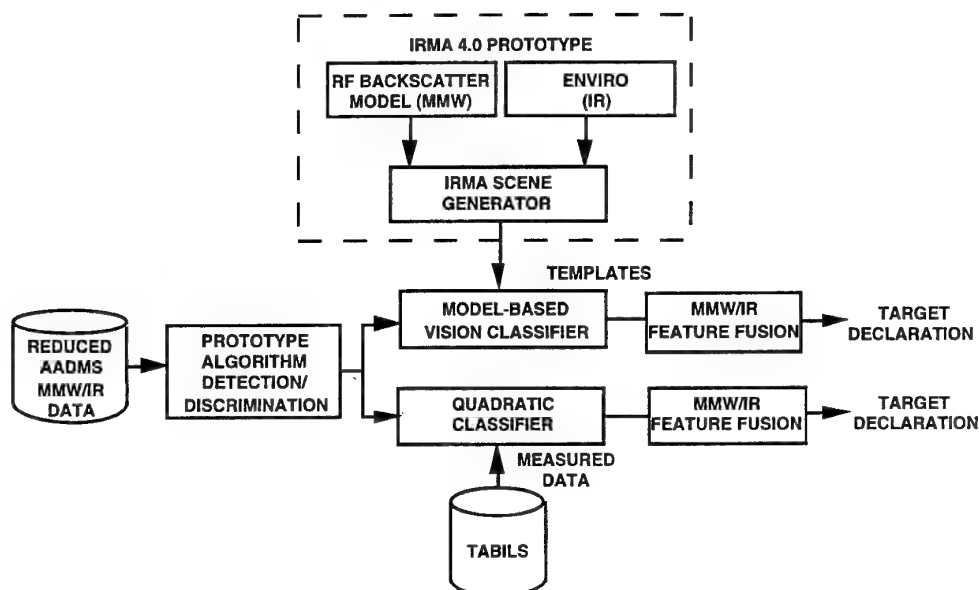 IRMA 4.0 PROTOTYPE
RF BACKSCATTER
MODEL (MMW)
ENVIRO
(IR)
IRMA SCENE
GENERATOR
TEMPLATES
MODEL-BASED
VISION CLASSIFIER
MMW/IR
FEATURE FUSION
TARGET
DECLARATION
REDUCED
AADMS
MMW/IR
DATA
PROTOTYPE
ALGORITHM
DETECTION/
DISCRIMINATION
QUADRATIC
CLASSIFIER
MMW/IR
FEATURE FUSION
TARGET
DECLARATION
MEASURED
DATA
TABILS